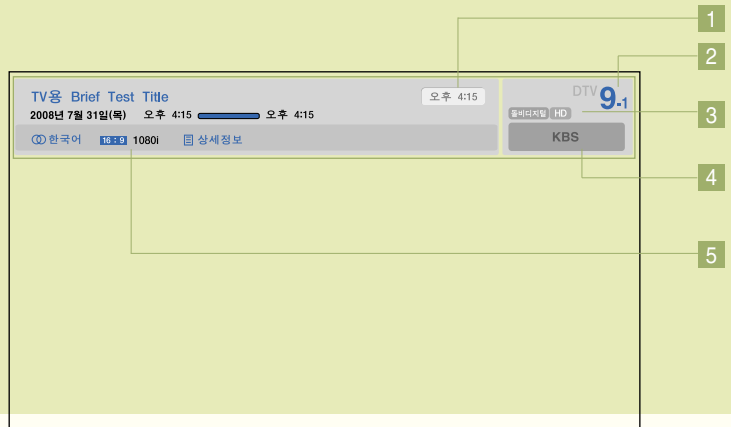 1
2
TV용 Brief Test Title
오후 4:15
DTV 9-1
2008년 7월 31일(목) 오후 4:15 오후 4:15
돌비디지털 HD
3
한국어 16:9 1080i 상세정보
KBS
4
5